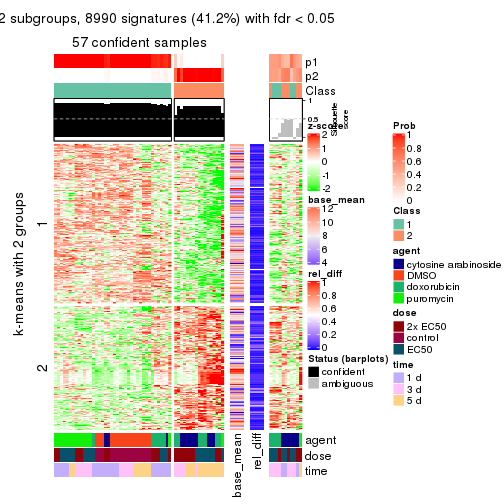 2 subgroups, 8990 signatures (41.2%) with fdr < 0.05
57 confident samples
p1
p2
Class
1
0.5
0
Silhouette
score
k-means with 2 groups
1
2
agent
dose
time
base_mean
rel_diff
z-score
2
1
0
-1
-2
base_mean
12
10
8
6
4
rel_diff
1
0.8
0.6
0.4
0.2
0
Status (barplots)
confident
ambiguous
Prob
1
0.8
0.6
0.4
0.2
0
Class
1
2
agent
cytosine arabinoside
DMSO
doxorubicin
puromycin
dose
2x EC50
control
EC50
time
1 d
3 d
5 d